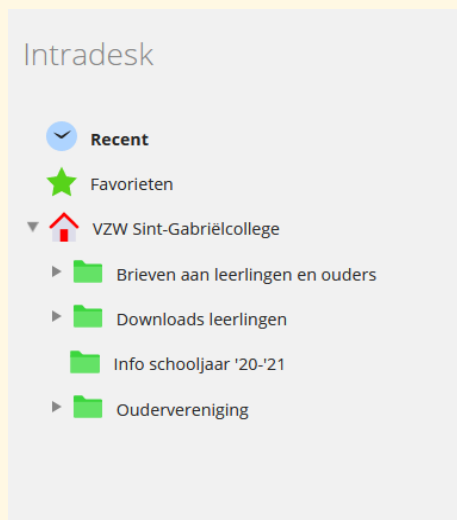 Intradesk
Recent
Favorieten
VZW Sint-Gabriëlcollege
Brieven aan leerlingen en ouders
Downloads leerlingen
Info schooljaar '20-'21
Oudervereniging